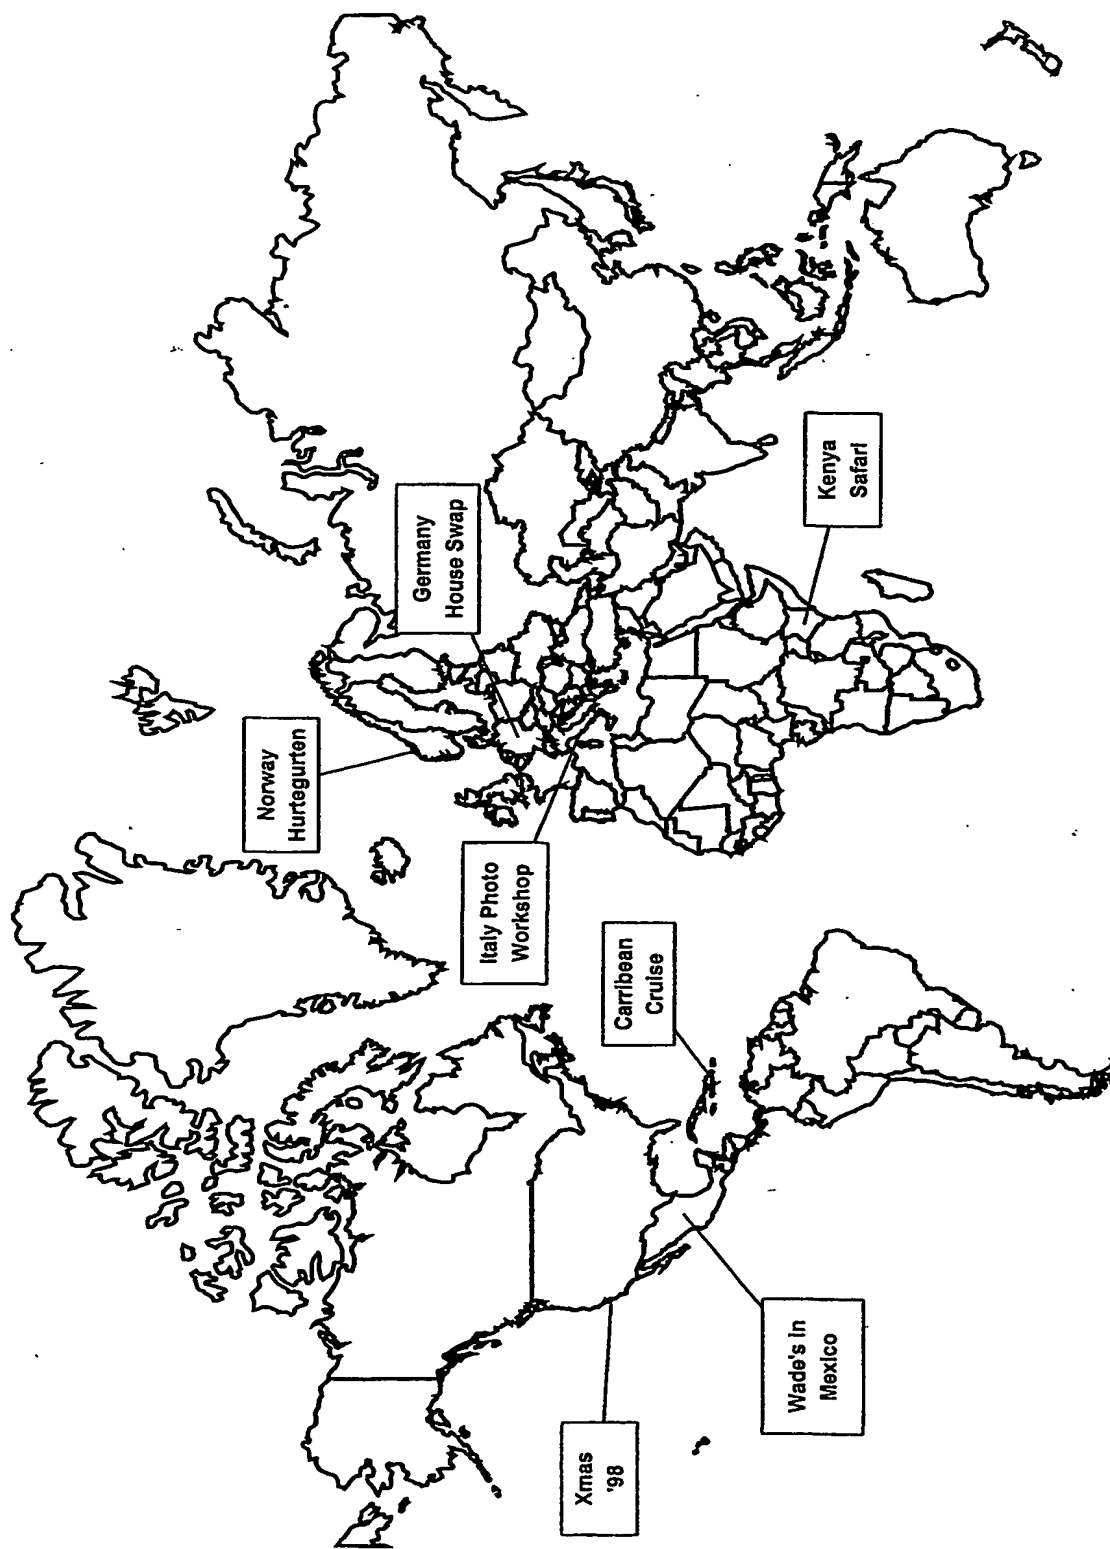 Norway
Hurtegurten
Germany
House Swap
Italy Photo
Workshop
Kenya
Safari
Carribean
Cruise
Xmas
'98
Wade's in
Mexico